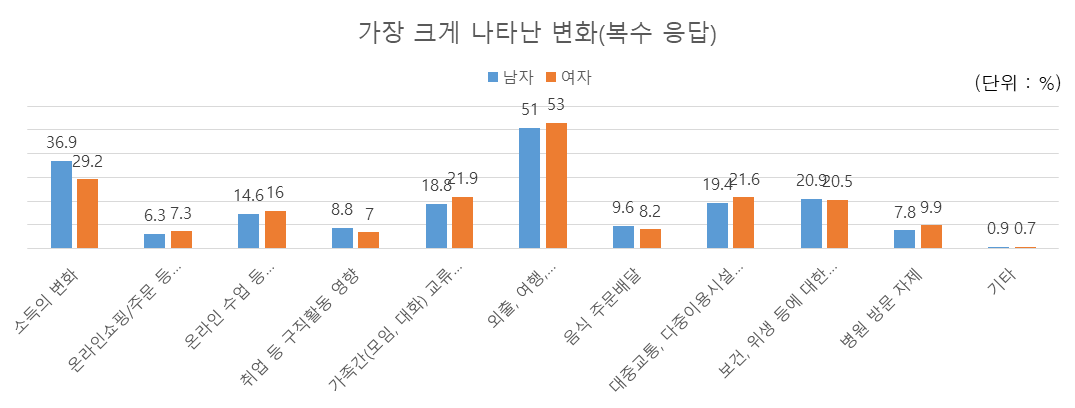 가장 크게 나타난 변화(복수 응답)
남자 여자
(단위 : %)
36.9 29.2
6.3 7.3
14.6 16
8.8 7
18.8 21.9
51 53
9.6 8.2
19.4 21.6
20.9 20.5
7.8 9.9
0.9 0.7
소득의 변화
온라인쇼핑/주문 등…
온라인 수업 등…
취업 등 구직활동 영향
가족간(모임, 대화) 교류…
외출, 여행,…
음식 주문배달
대중교통, 다중이용시설…
보건, 위생 등에 대한…
병원 방문 자제
기타